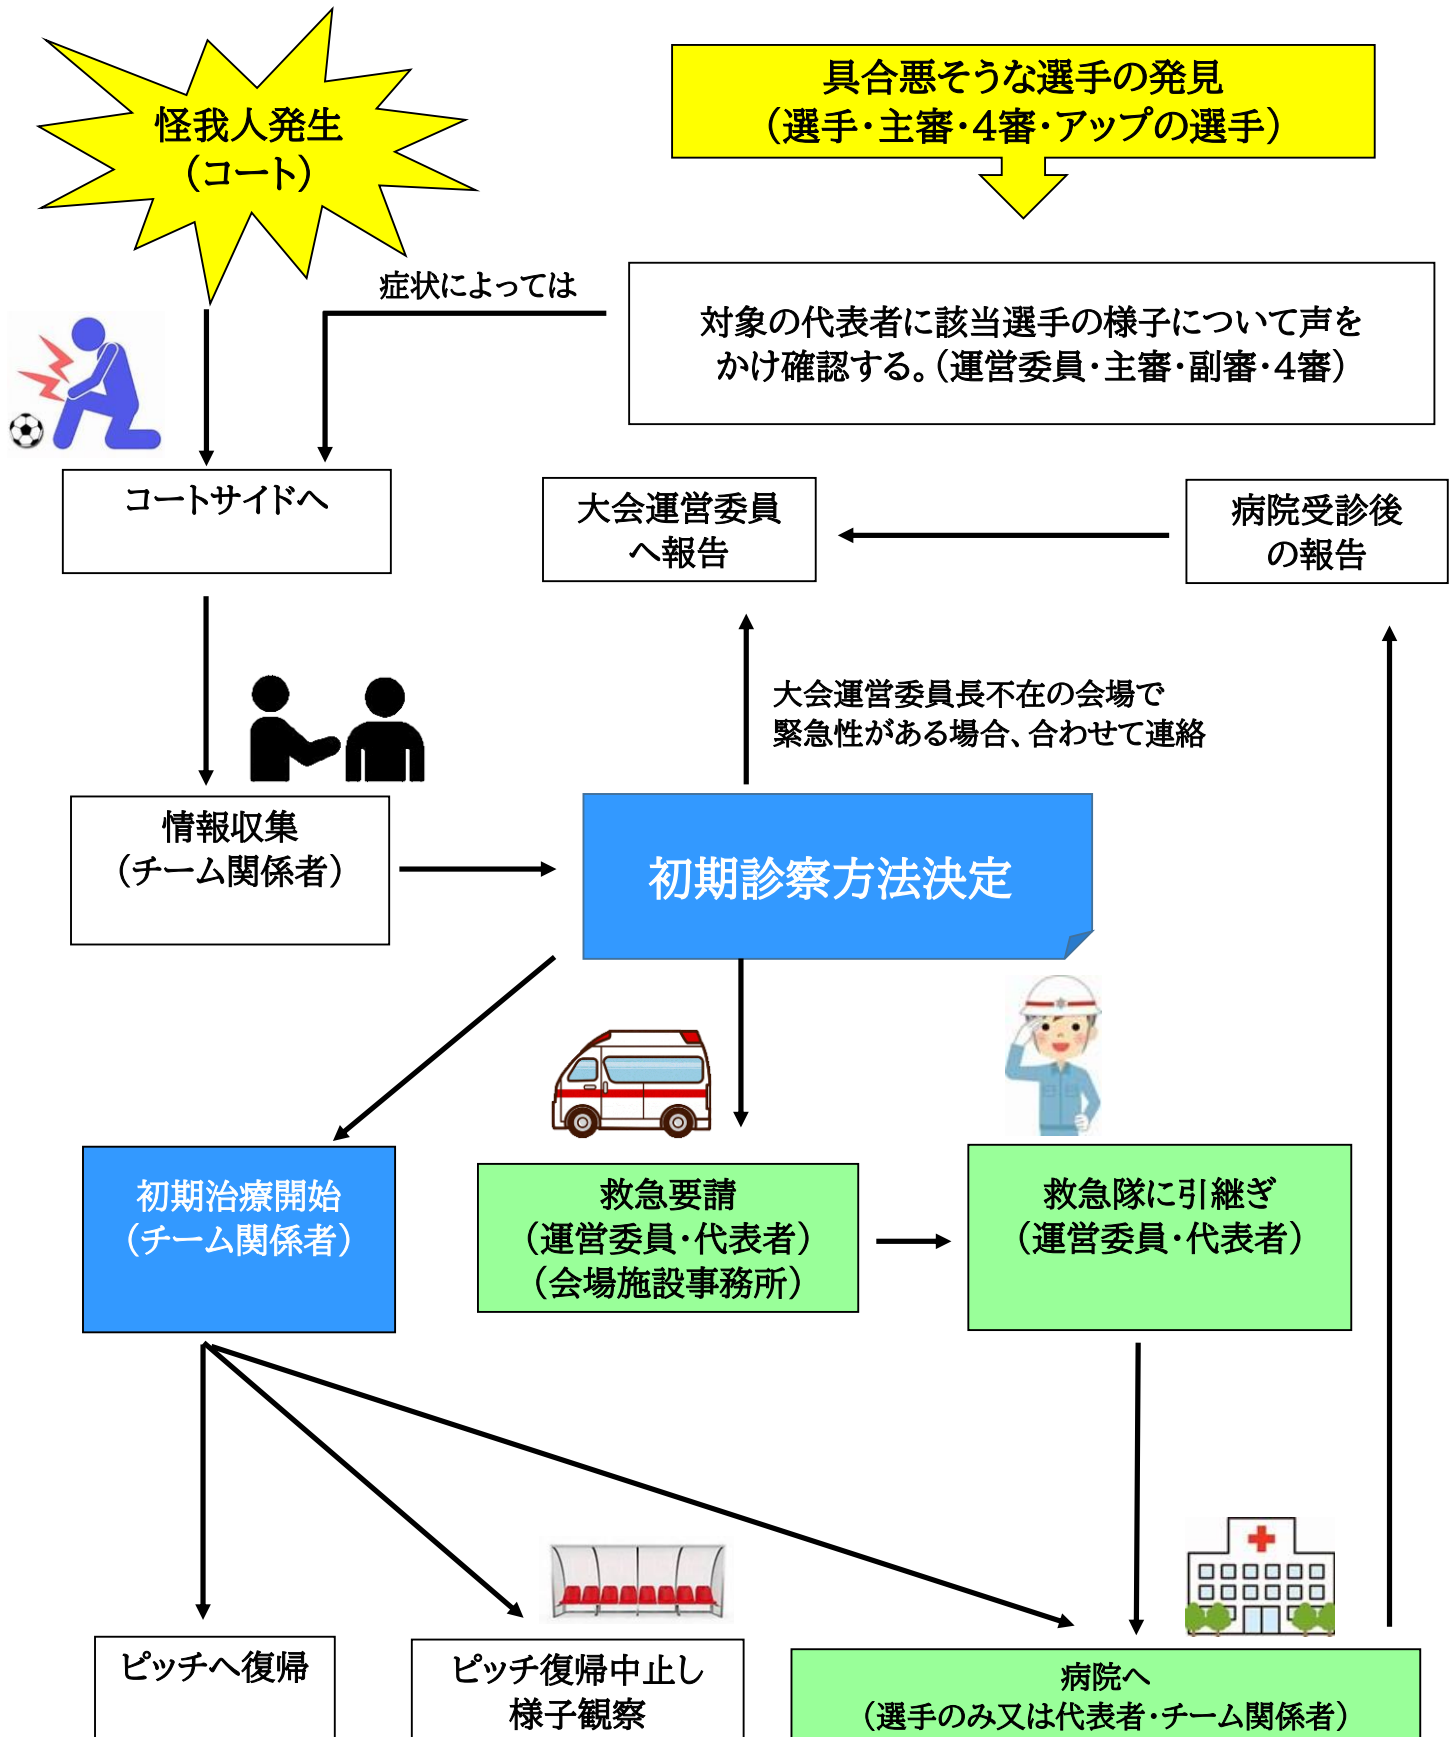 怪我人発生
（コート）
具合悪そうな選手の発見
（選手・主審・4審・アップの選手）
症状によっては
対象の代表者に該当選手の様子について声を
かけ確認する。（運営委員・主審・副審・4審）
コートサイドへ
大会運営委員
へ報告
病院受診後
の報告
大会運営委員長不在の会場で
緊急性がある場合、合わせて連絡
情報収集
（チーム関係者）
初期診察方法決定
初期治療開始
（チーム関係者）
救急要請
（運営委員・代表者）
（会場施設事務所）
救急隊に引継ぎ
（運営委員・代表者）
ピッチへ復帰
ピッチ復帰中止し
様子観察
病院へ
（選手のみ又は代表者・チーム関係者）